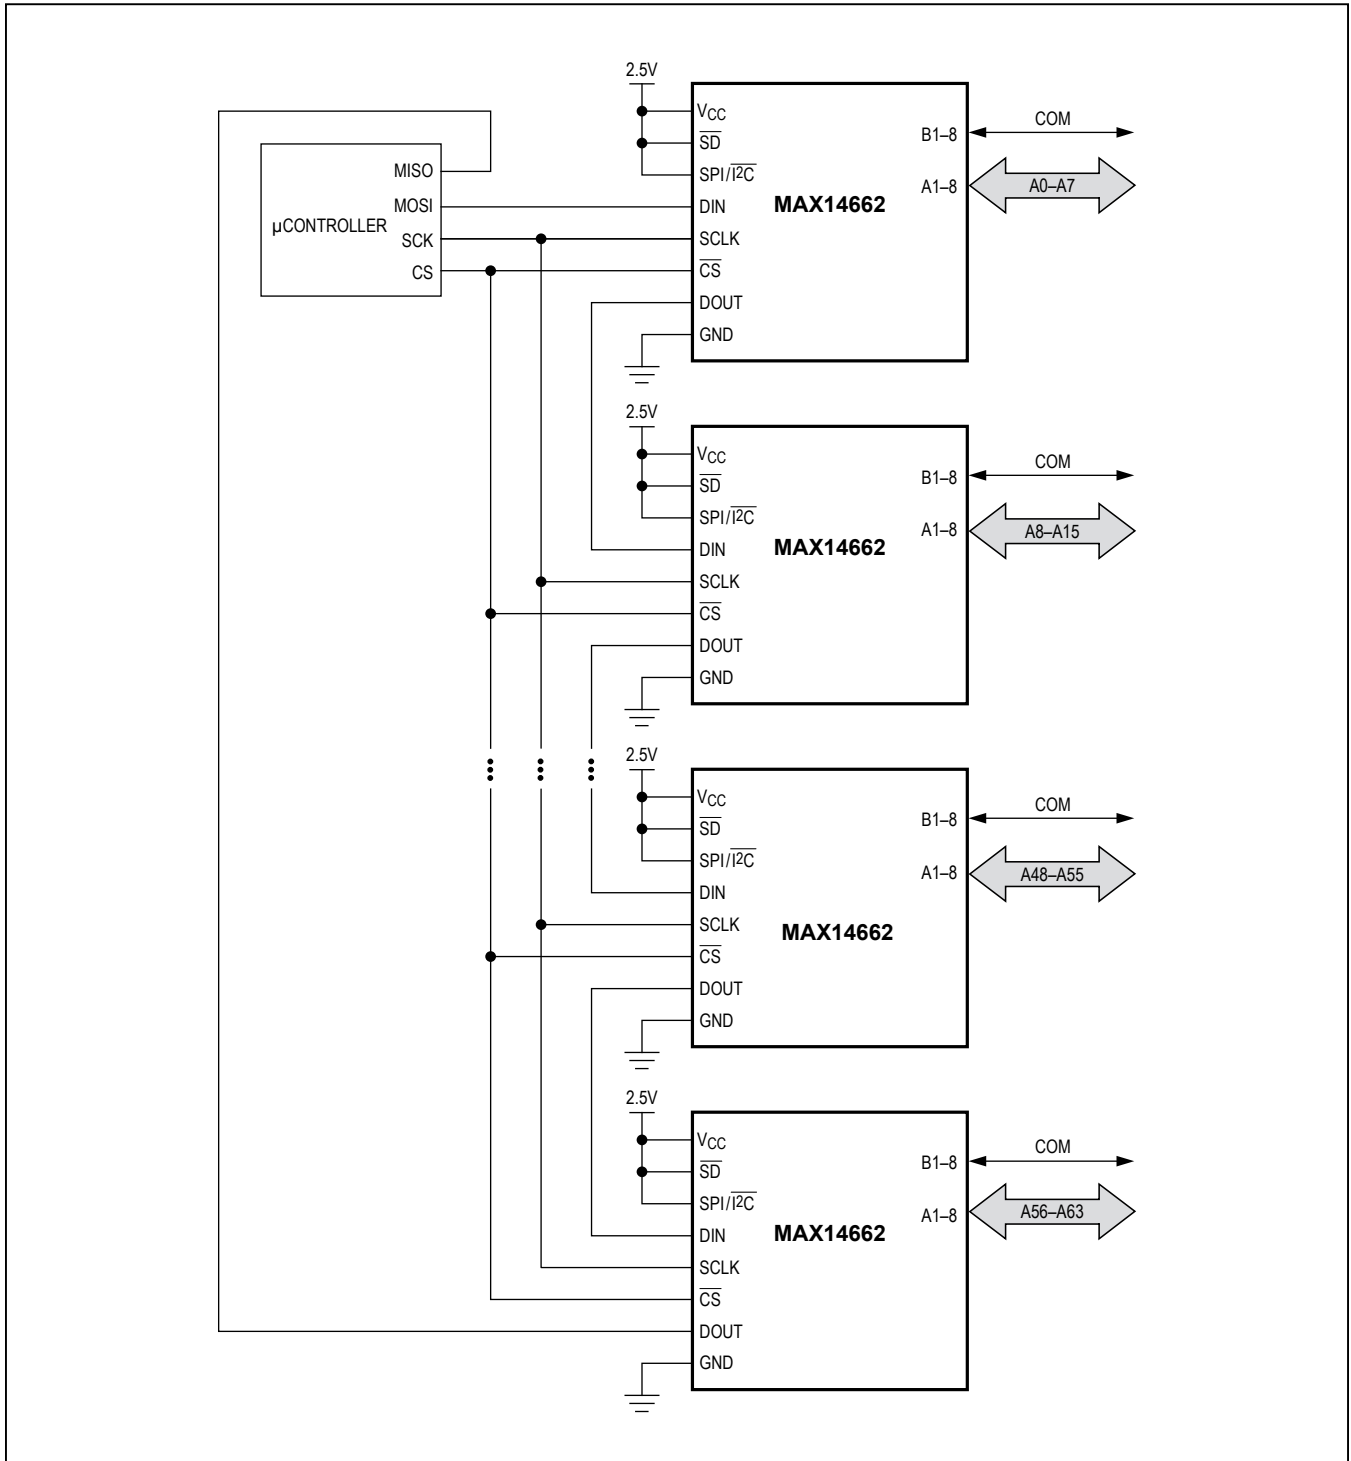 2.5V
VCC
SD
SPI/I2C
DIN
SCLK
CS
DOUT
GND
MAX14662
B1–8
A1–8
COM
A0–A7
MISO
MOSI
SCK
CS
µCONTROLLER
2.5V
VCC
SD
SPI/I2C
DIN
SCLK
CS
DOUT
GND
MAX14662
B1–8
A1–8
COM
A8–A15
2.5V
VCC
SD
SPI/I2C
DIN
SCLK
CS
DOUT
GND
MAX14662
B1–8
A1–8
COM
A48–A55
2.5V
VCC
SD
SPI/I2C
DIN
SCLK
CS
DOUT
GND
MAX14662
B1–8
A1–8
COM
A56–A63